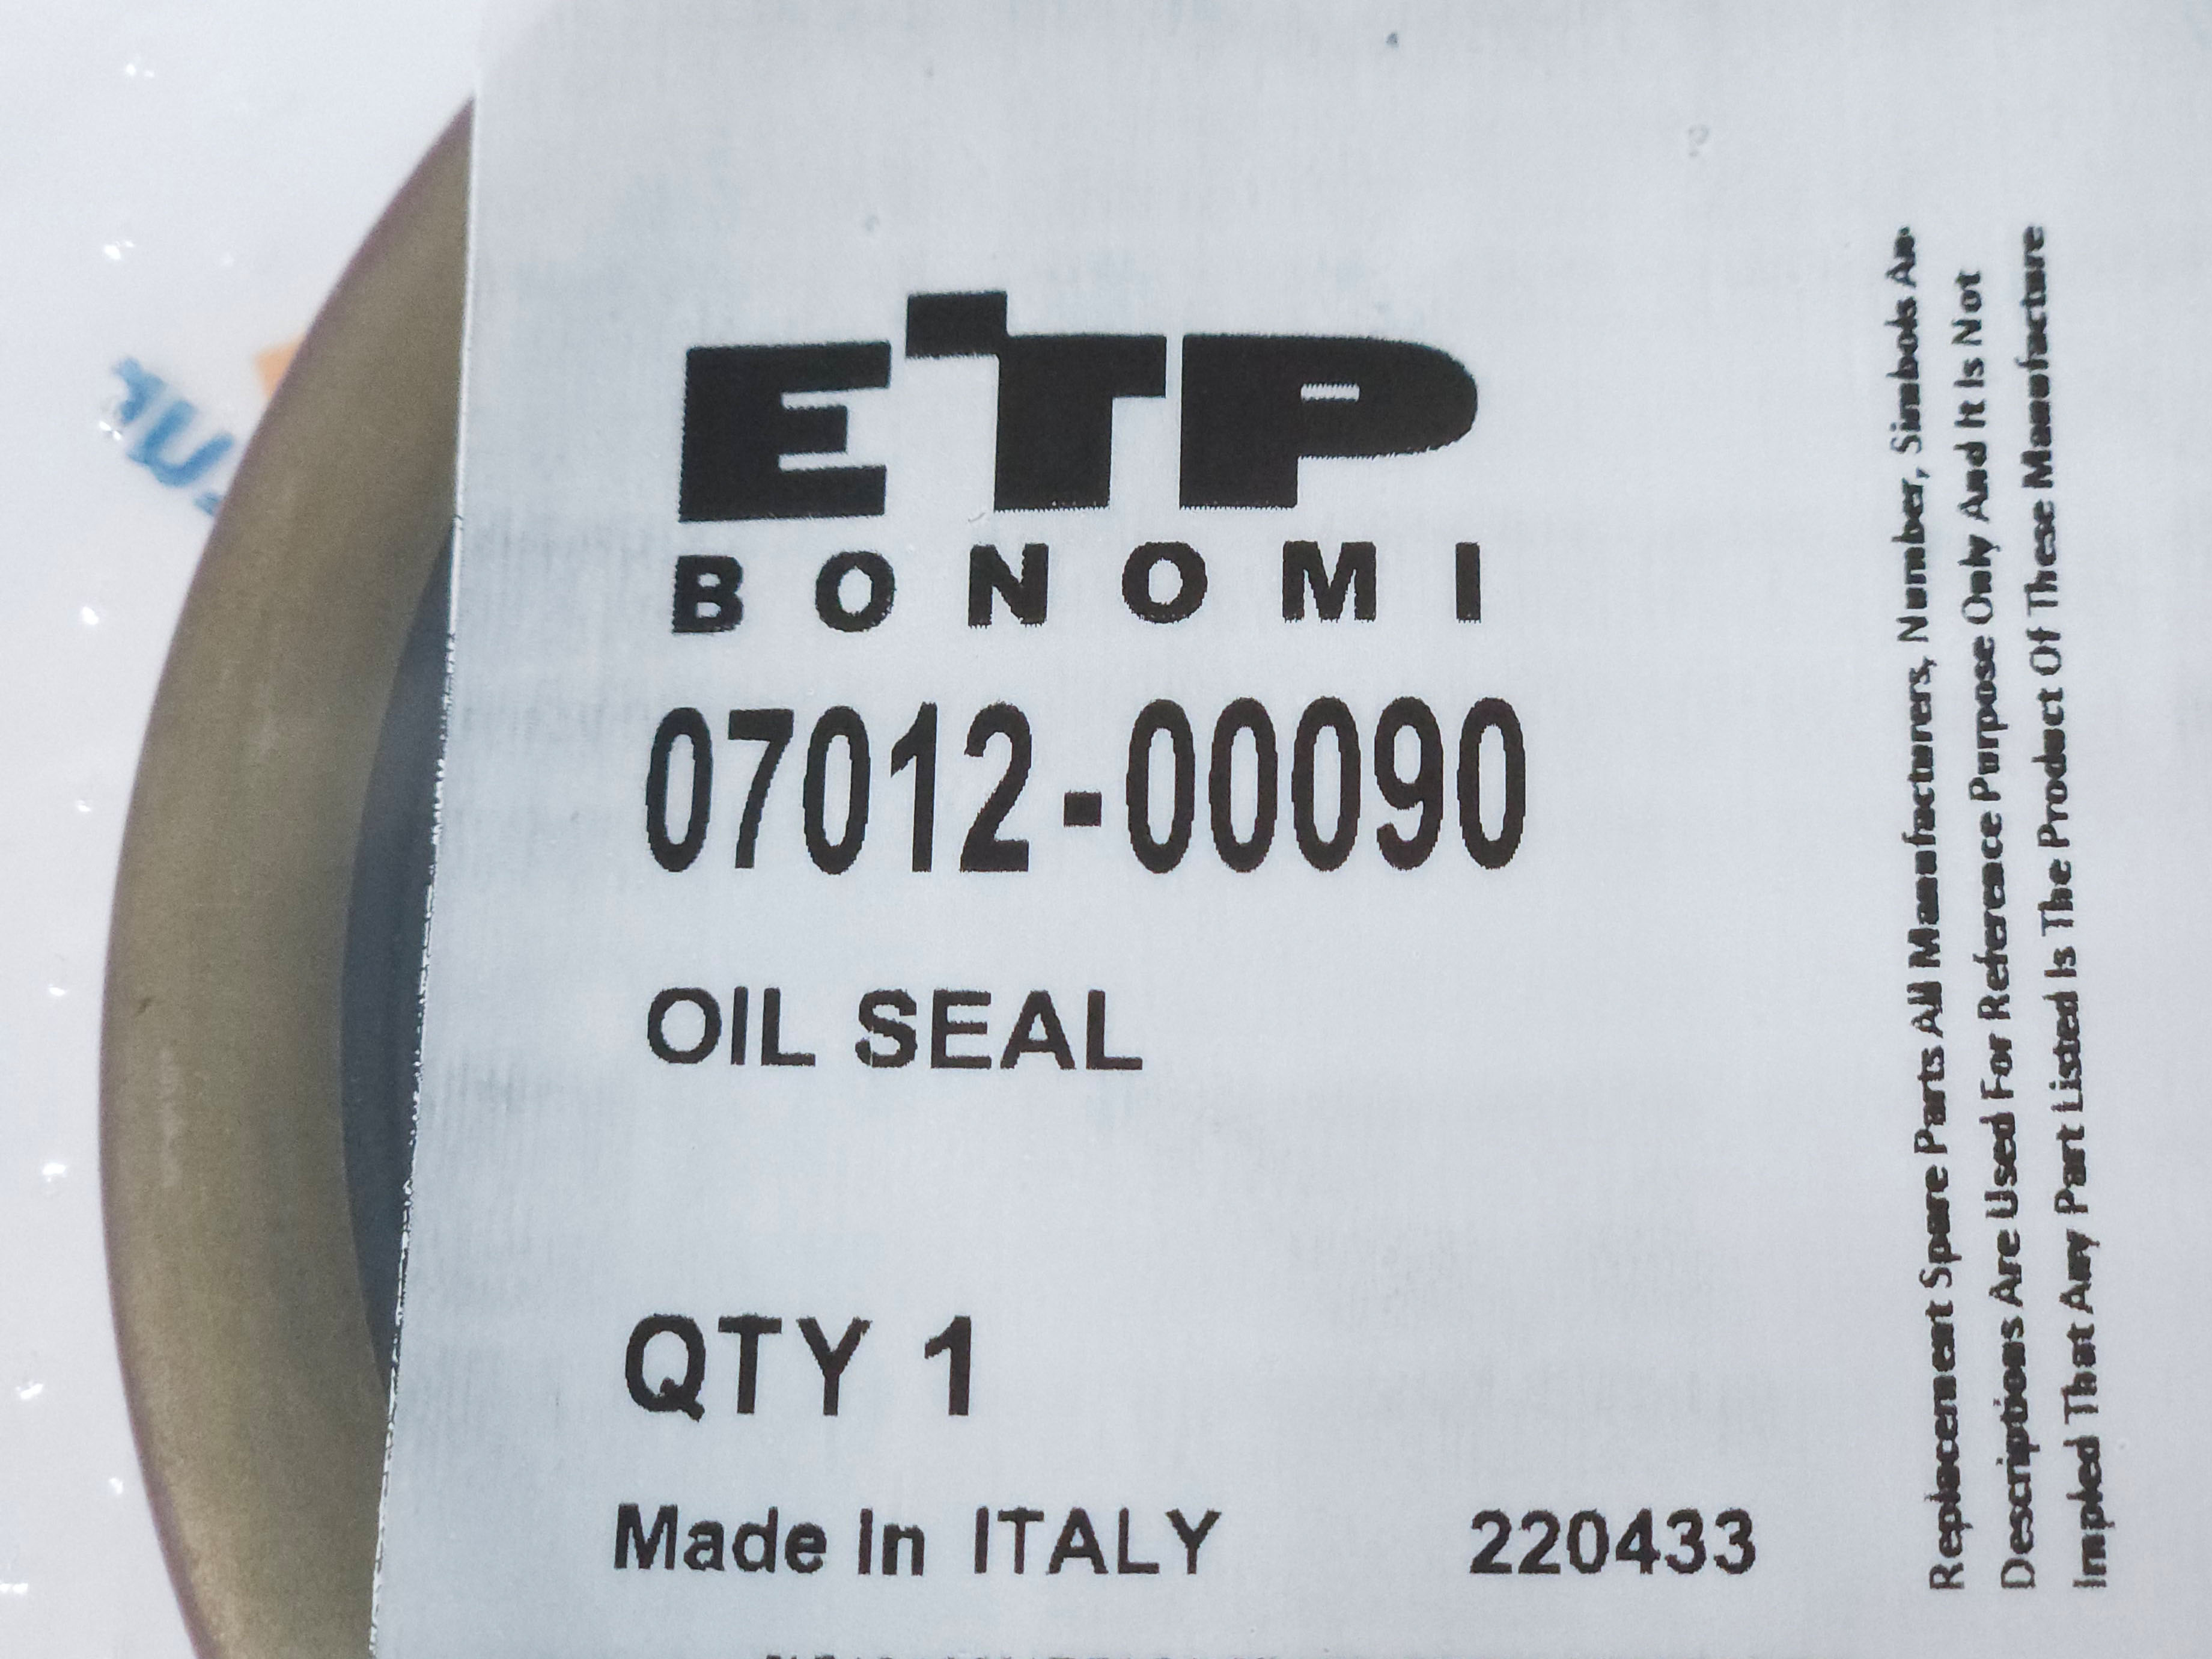 ETP
BONOMI
07012-00090
OIL SEAL
QTY 1
Made In ITALY 220433
Replacement Spare Parts All Manufacturers, Number, Simbols An
Descriptions Are Used For Reference Purpose Only And It Is Not
Impled That Any Part Listed Is The Product Of These Manufacture